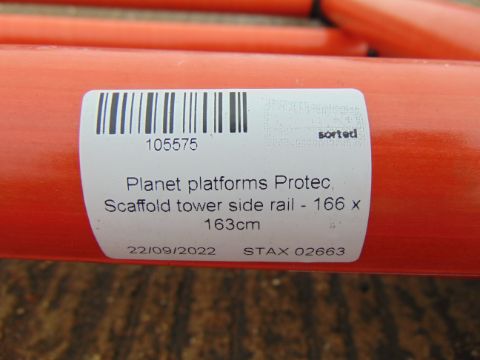 sorted
105575
Planet platforms Protec
Scaffold tower side rail - 166 x
163cm
22/09/2022 STAX 02663